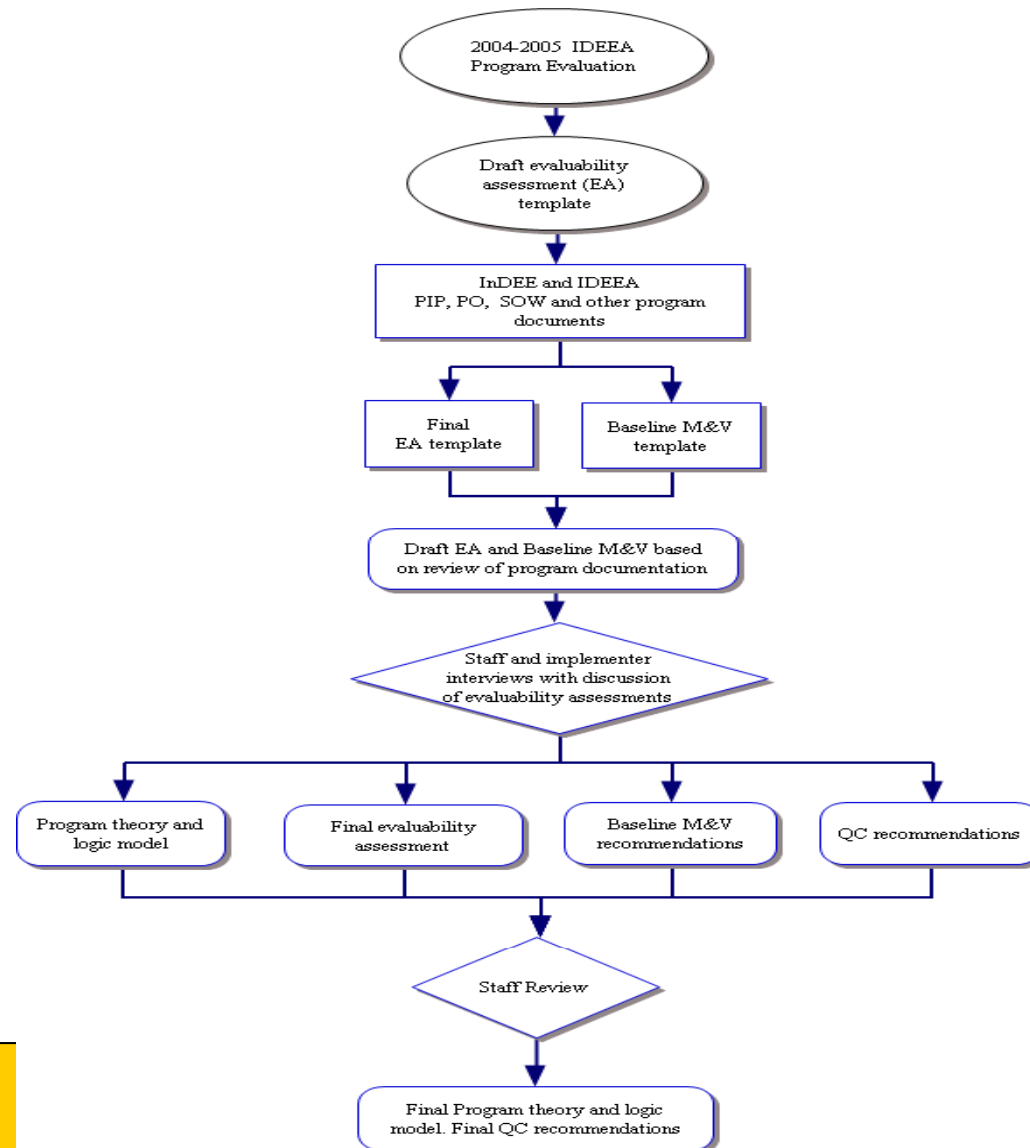 2004-2005 IDEEA
Program Evaluation
Draft evaluability
assessment (EA)
template
InDEE and IDEEA
PIP, PO, SOW and other program
documents
Final
EA template
Baseline M&V
template
Draft EA and Baseline M&V based
on review of program documentation
Staff and implementer
interviews with discussion
of evaluability assessments
Program theory and
logic model
Final evaluability
assessment
Baseline M&V
recommendations
QC recommendations
Staff Review
Final Program theory and logic
model. Final QC recommendations